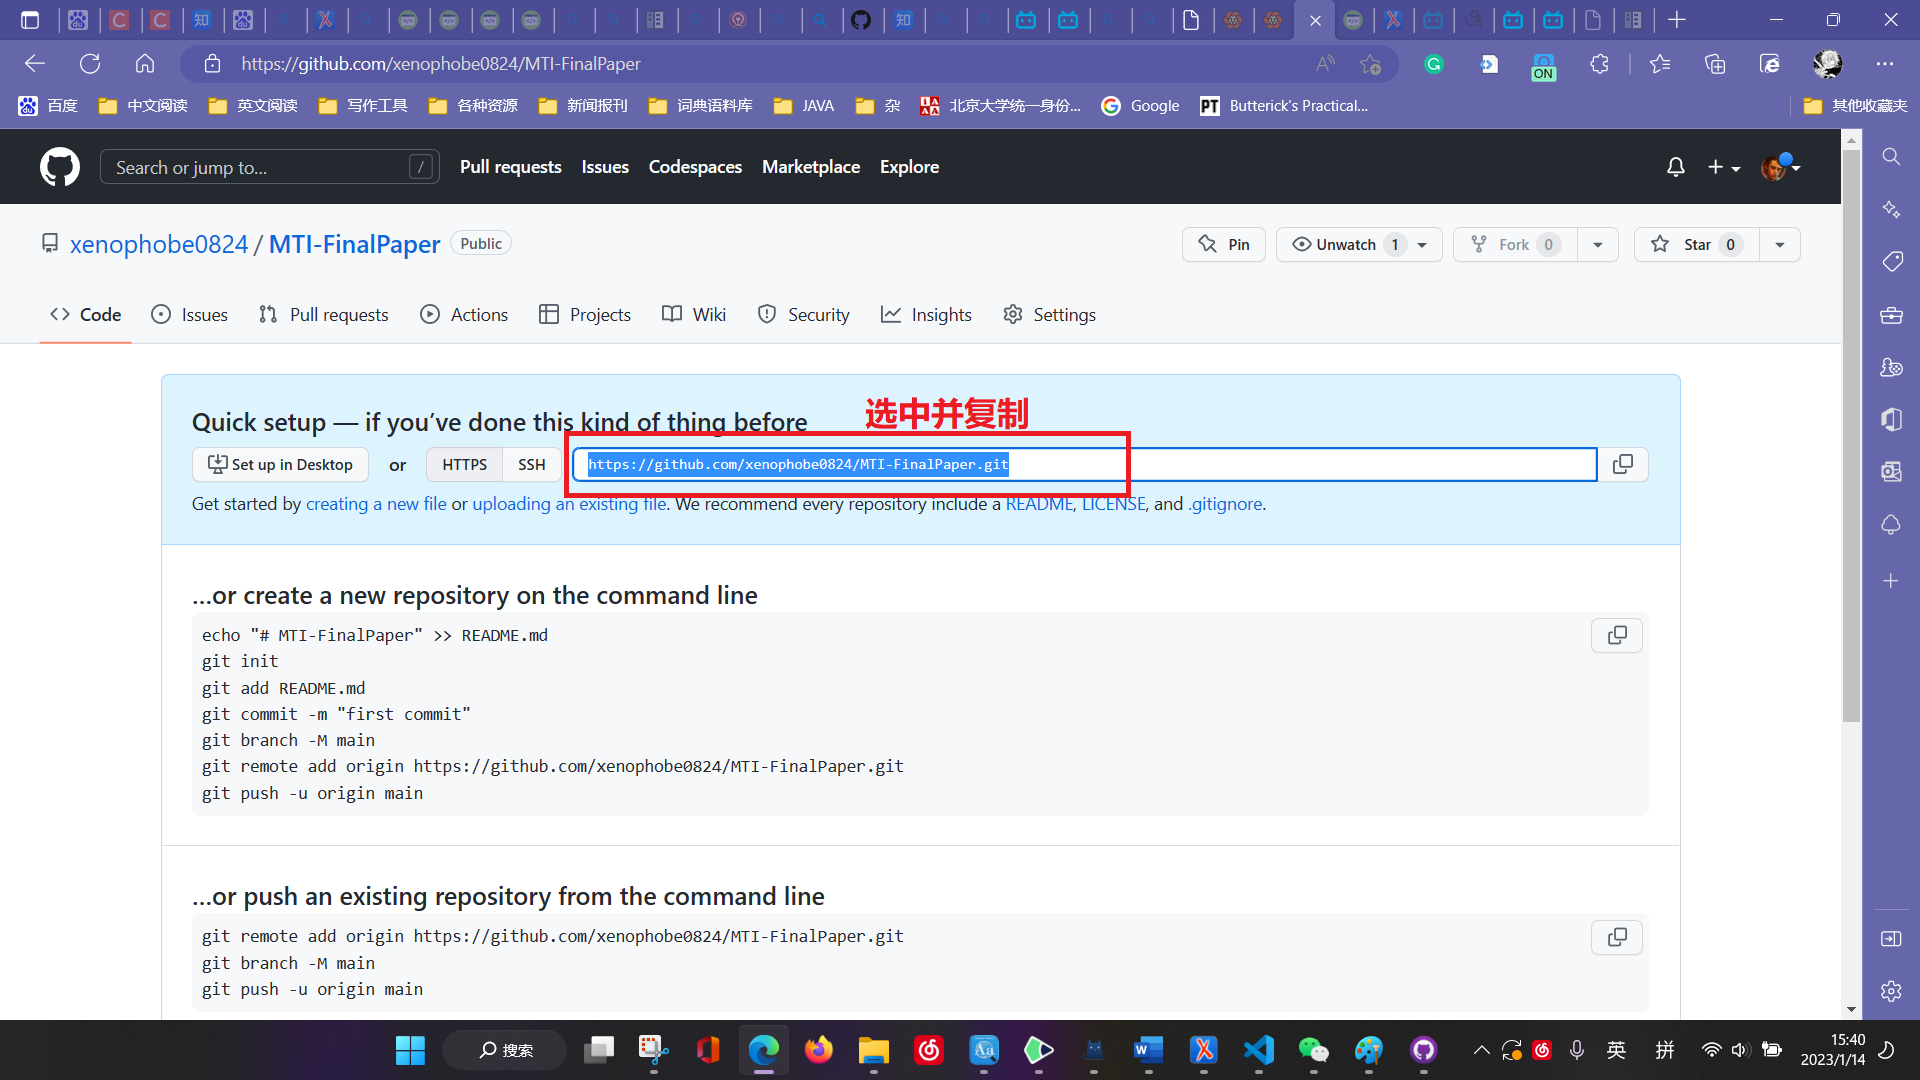 https://github.com/xenophobe0824/MTI-FinalPaper
ON
百度 中文阅读 英文阅读 写作工具 各种资源 新闻报刊 词典语料库 JAVA 杂 北京大学统一身份... Google Butterick's Practical... 其他收藏夹
Search or jump to... / Pull requests Issues Codespaces Marketplace Explore
xenophobe0824 / MTI-FinalPaper Public Pin Unwatch 1 Fork 0 Star 0
Code Issues Pull requests Actions Projects Wiki Security Insights Settings
选中并复制
Quick setup — if you've done this kind of thing before
Set up in Desktop or HTTPS SSH https://github.com/xenophobe0824/MTI-FinalPaper.git
Get started by creating a new file or uploading an existing file. We recommend every repository include a README, LICENSE, and .gitignore.
...or create a new repository on the command line
echo "# MTI-FinalPaper" >> README.md
git init
git add README.md
git commit -m "first commit"
git branch -M main
git remote add origin https://github.com/xenophobe0824/MTI-FinalPaper.git
git push -u origin main
...or push an existing repository from the command line
git remote add origin https://github.com/xenophobe0824/MTI-FinalPaper.git
git branch -M main
git push -u origin main
搜索 英 拼 15:40
2023/1/14